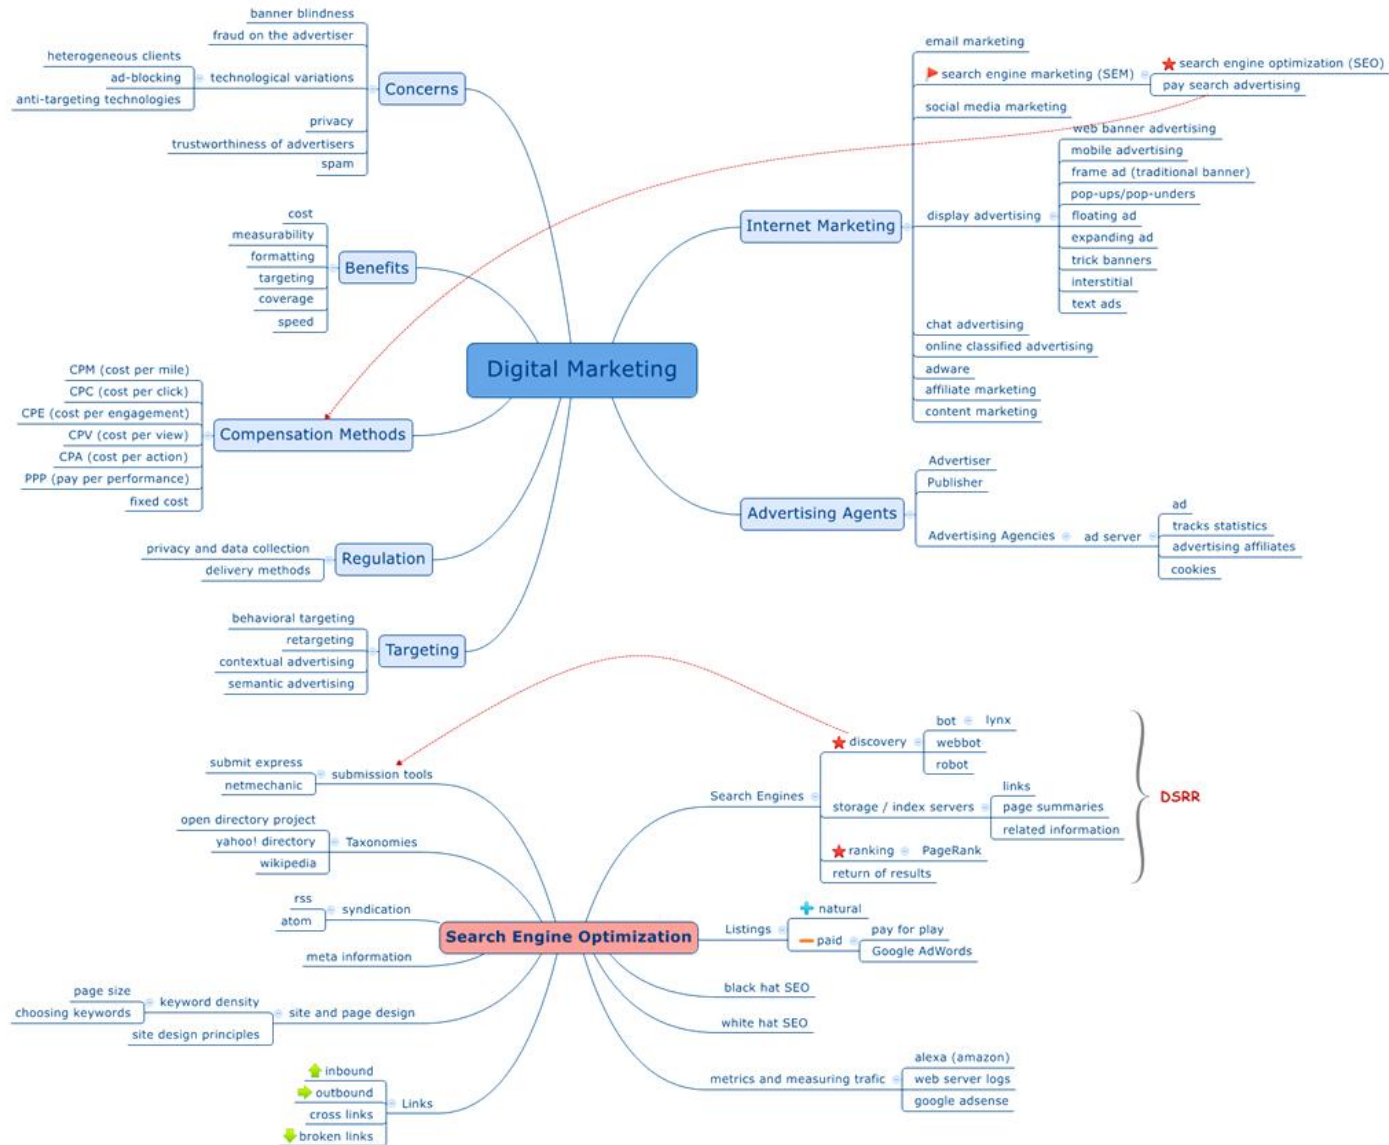 Digital Marketing
Concerns
banner blindness
fraud on the advertiser
technological variations
heterogeneous clients
ad-blocking
anti-targeting technologies
privacy
trustworthiness of advertisers
spam
Benefits
cost
measurability
formatting
targeting
coverage
speed
Compensation Methods
CPM (cost per mile)
CPC (cost per click)
CPE (cost per engagement)
CPV (cost per view)
CPA (cost per action)
PPP (pay per performance)
fixed cost
Regulation
privacy and data collection
delivery methods
Targeting
behavioral targeting
retargeting
contextual advertising
semantic advertising
Internet Marketing
email marketing
search engine marketing (SEM)
search engine optimization (SEO)
pay search advertising
social media marketing
display advertising
web banner advertising
mobile advertising
frame ad (traditional banner)
pop-ups/pop-unders
floating ad
expanding ad
trick banners
interstitial
text ads
chat advertising
online classified advertising
adware
affiliate marketing
content marketing
Advertising Agents
Advertiser
Publisher
Advertising Agencies
ad server
ad
tracks statistics
advertising affiliates
cookies
Search Engine Optimization
submission tools
submit express
netmechanic
Taxonomies
open directory project
yahoo! directory
wikipedia
syndication
rss
atom
meta information
site and page design
keyword density
page size
choosing keywords
site design principles
Links
inbound
outbound
cross links
broken links
Search Engines
discovery
bot
lynx
webbot
robot
storage / index servers
links
page summaries
related information
ranking
PageRank
return of results
DSRR
Listings
natural
paid
pay for play
Google AdWords
black hat SEO
white hat SEO
metrics and measuring trafic
alexa (amazon)
web server logs
google adsense